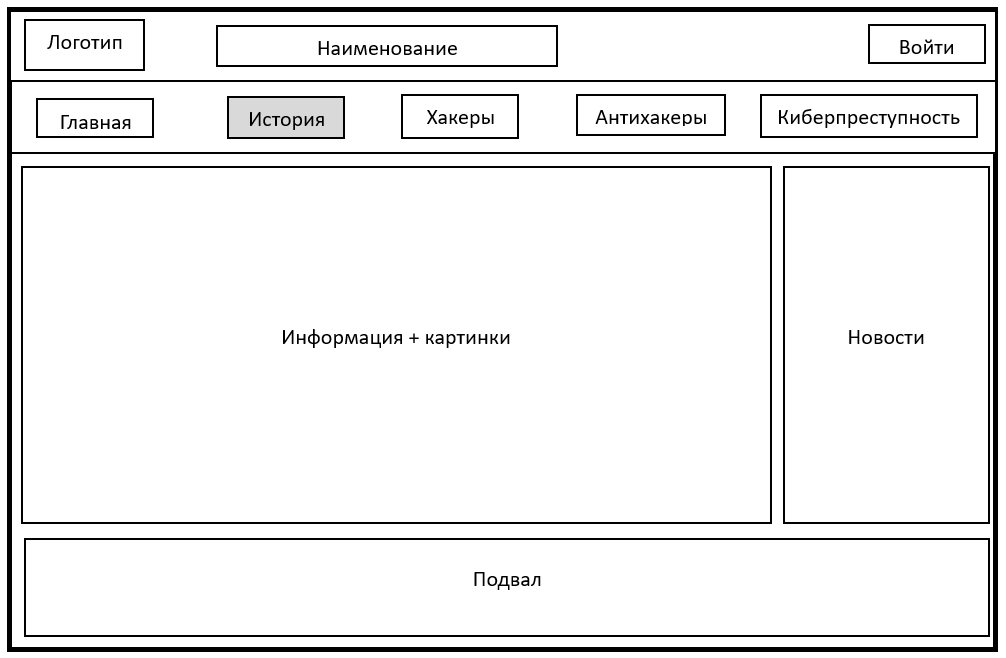 Логотип
Наименование
Войти
Главная
История
Хакеры
Антихакеры
Киберпреступность
Информация + картинки
Новости
Подвал